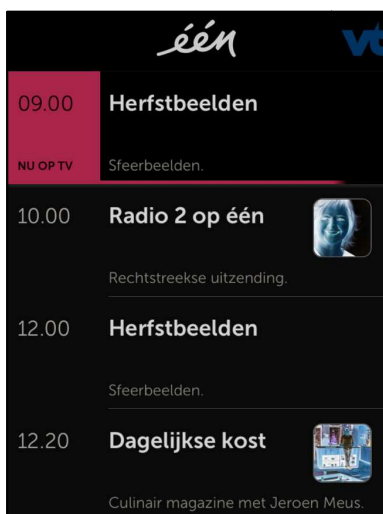 één
vt
09.00 Herfstbeelden
NU OP TV Sfeerbeelden.
10.00 Radio 2 op één
Rechtstreekse uitzending.
12.00 Herfstbeelden
Sfeerbeelden.
12.20 Dagelijkse kost
Culinair magazine met Jeroen Meus.